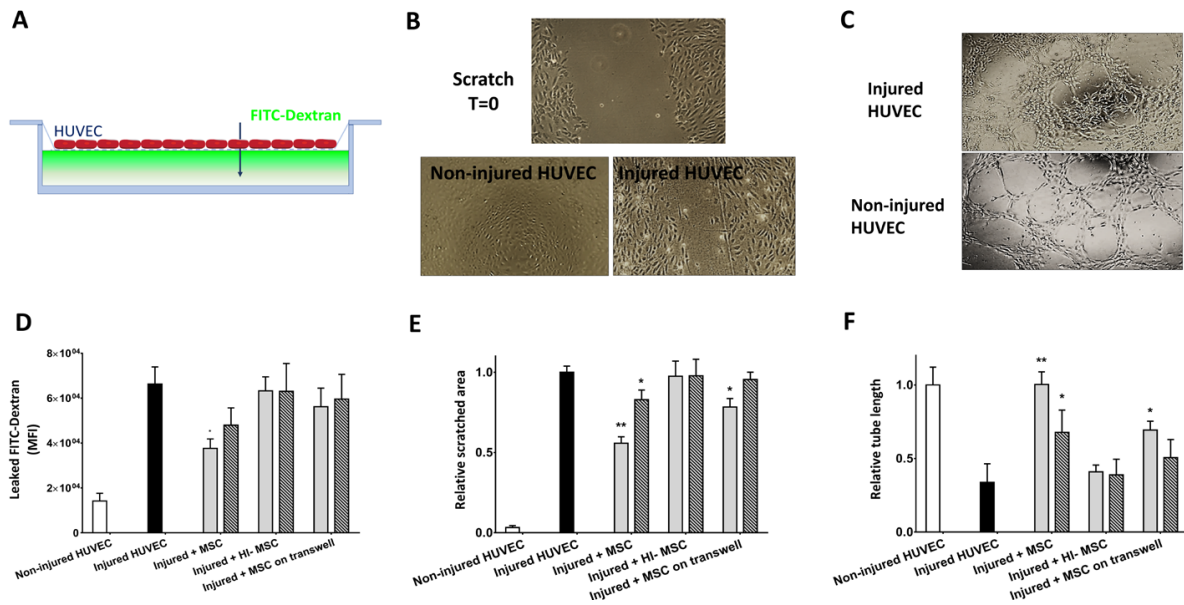 A
HUVEC
FITC-Dextran
B
Scratch
T=0
Non-injured HUVEC
Injured HUVEC
C
Injured
HUVEC
Non-injured
HUVEC
D
Leaked FITC-Dextran
(MFI)
8×10⁰⁴
6×10⁰⁴
4×10⁰⁴
2×10⁰⁴
0
*
Non-injured HUVEC
Injured HUVEC
Injured + MSC
Injured + HI- MSC
Injured + MSC on transwell
E
Relative scratched area
1.0
0.5
0.0
**
*
*
Non-injured HUVEC
Injured HUVEC
Injured + MSC
Injured + HI- MSC
Injured + MSC on transwell
F
Relative tube length
1.0
0.5
0.0
**
*
*
Non-injured HUVEC
Injured HUVEC
Injured + MSC
Injured + HI- MSC
Injured + MSC on transwell